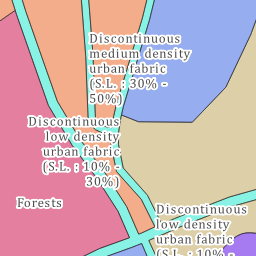 Discontinuous
medium density
urban fabric
(S.L. : 30% -
50%)
Discontinuous
low density
urban fabric
(S.L. : 10% -
30%)
Forests
Discontinuous
low density
urban fabric
(S.L. : 10% -